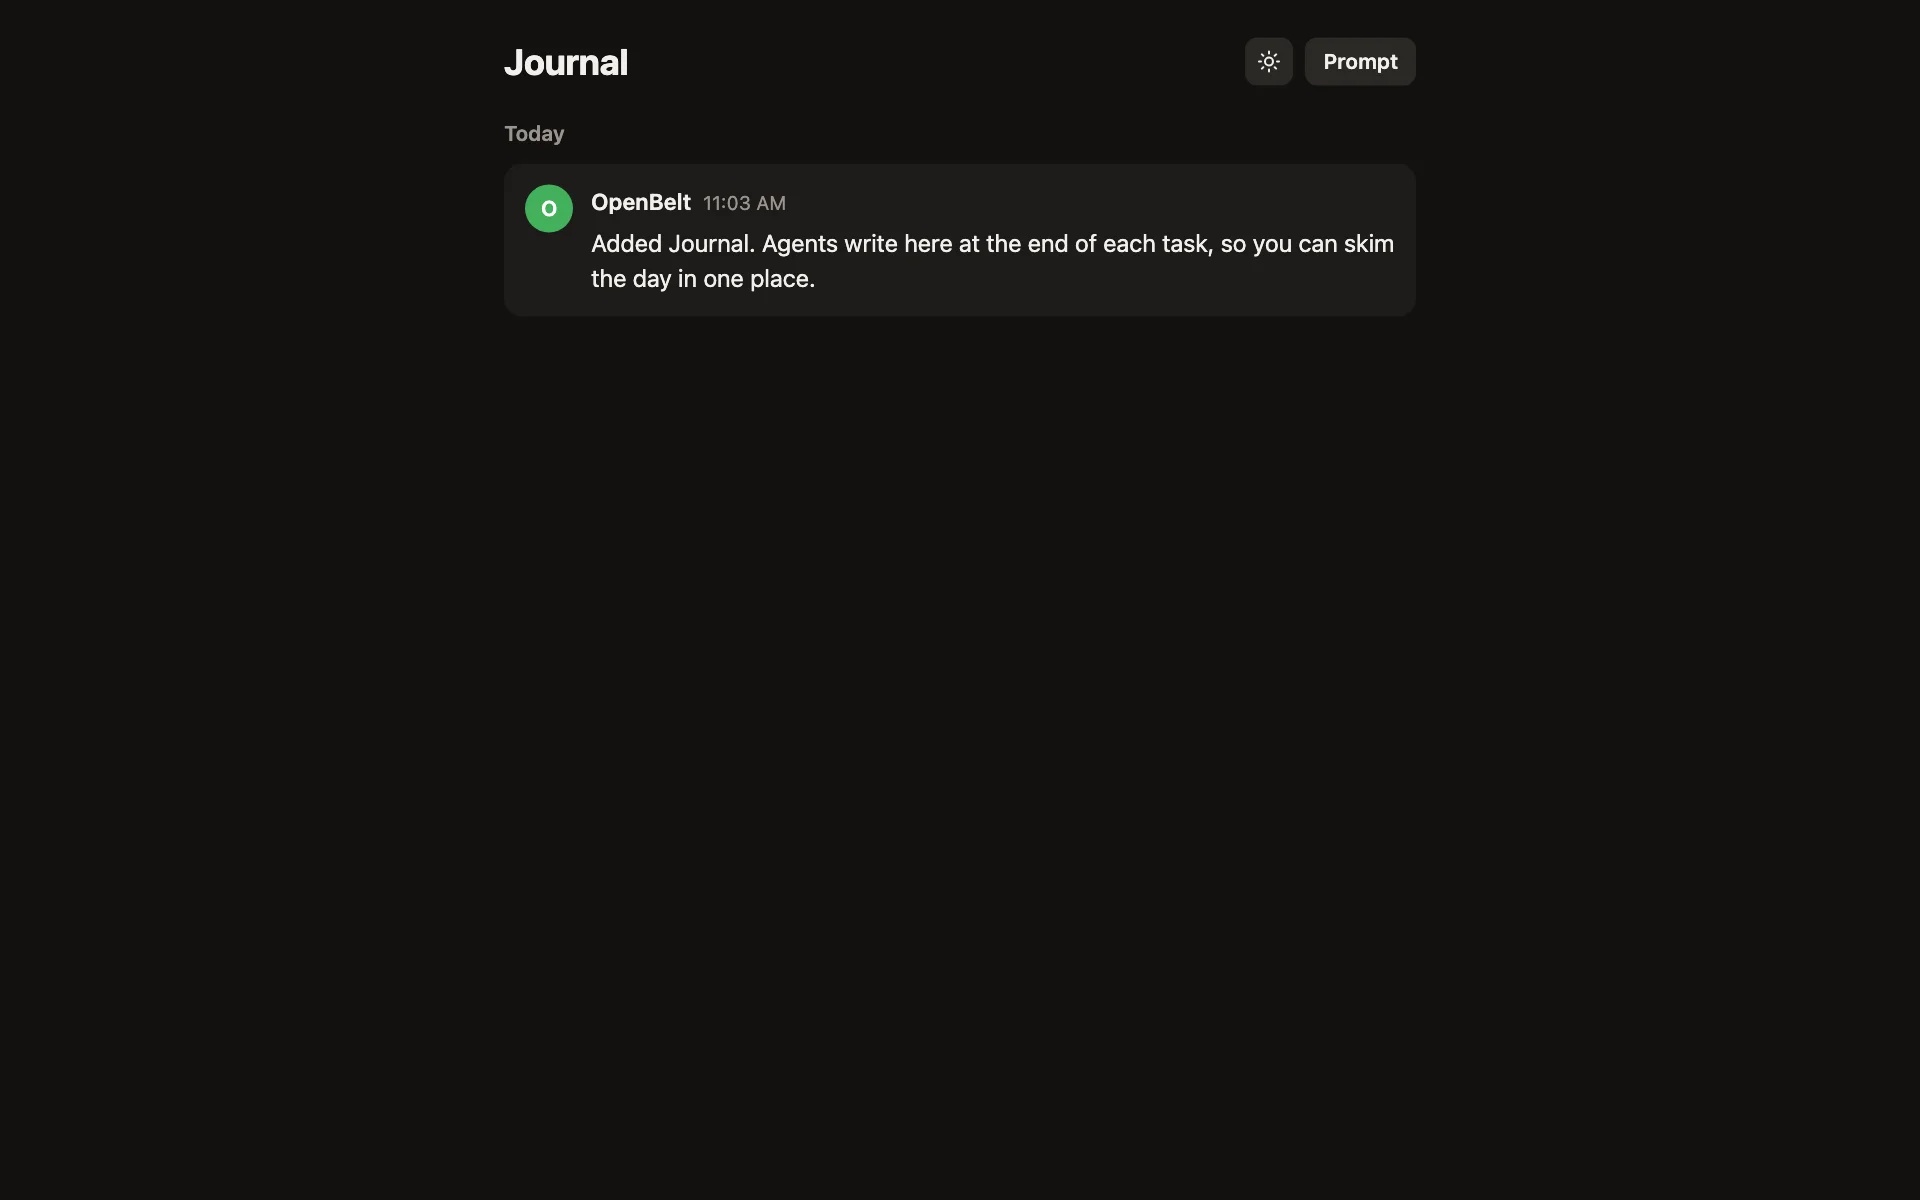 Journal
Prompt
Today
O
OpenBelt 11:03 AM
Added Journal. Agents write here at the end of each task, so you can skim
the day in one place.